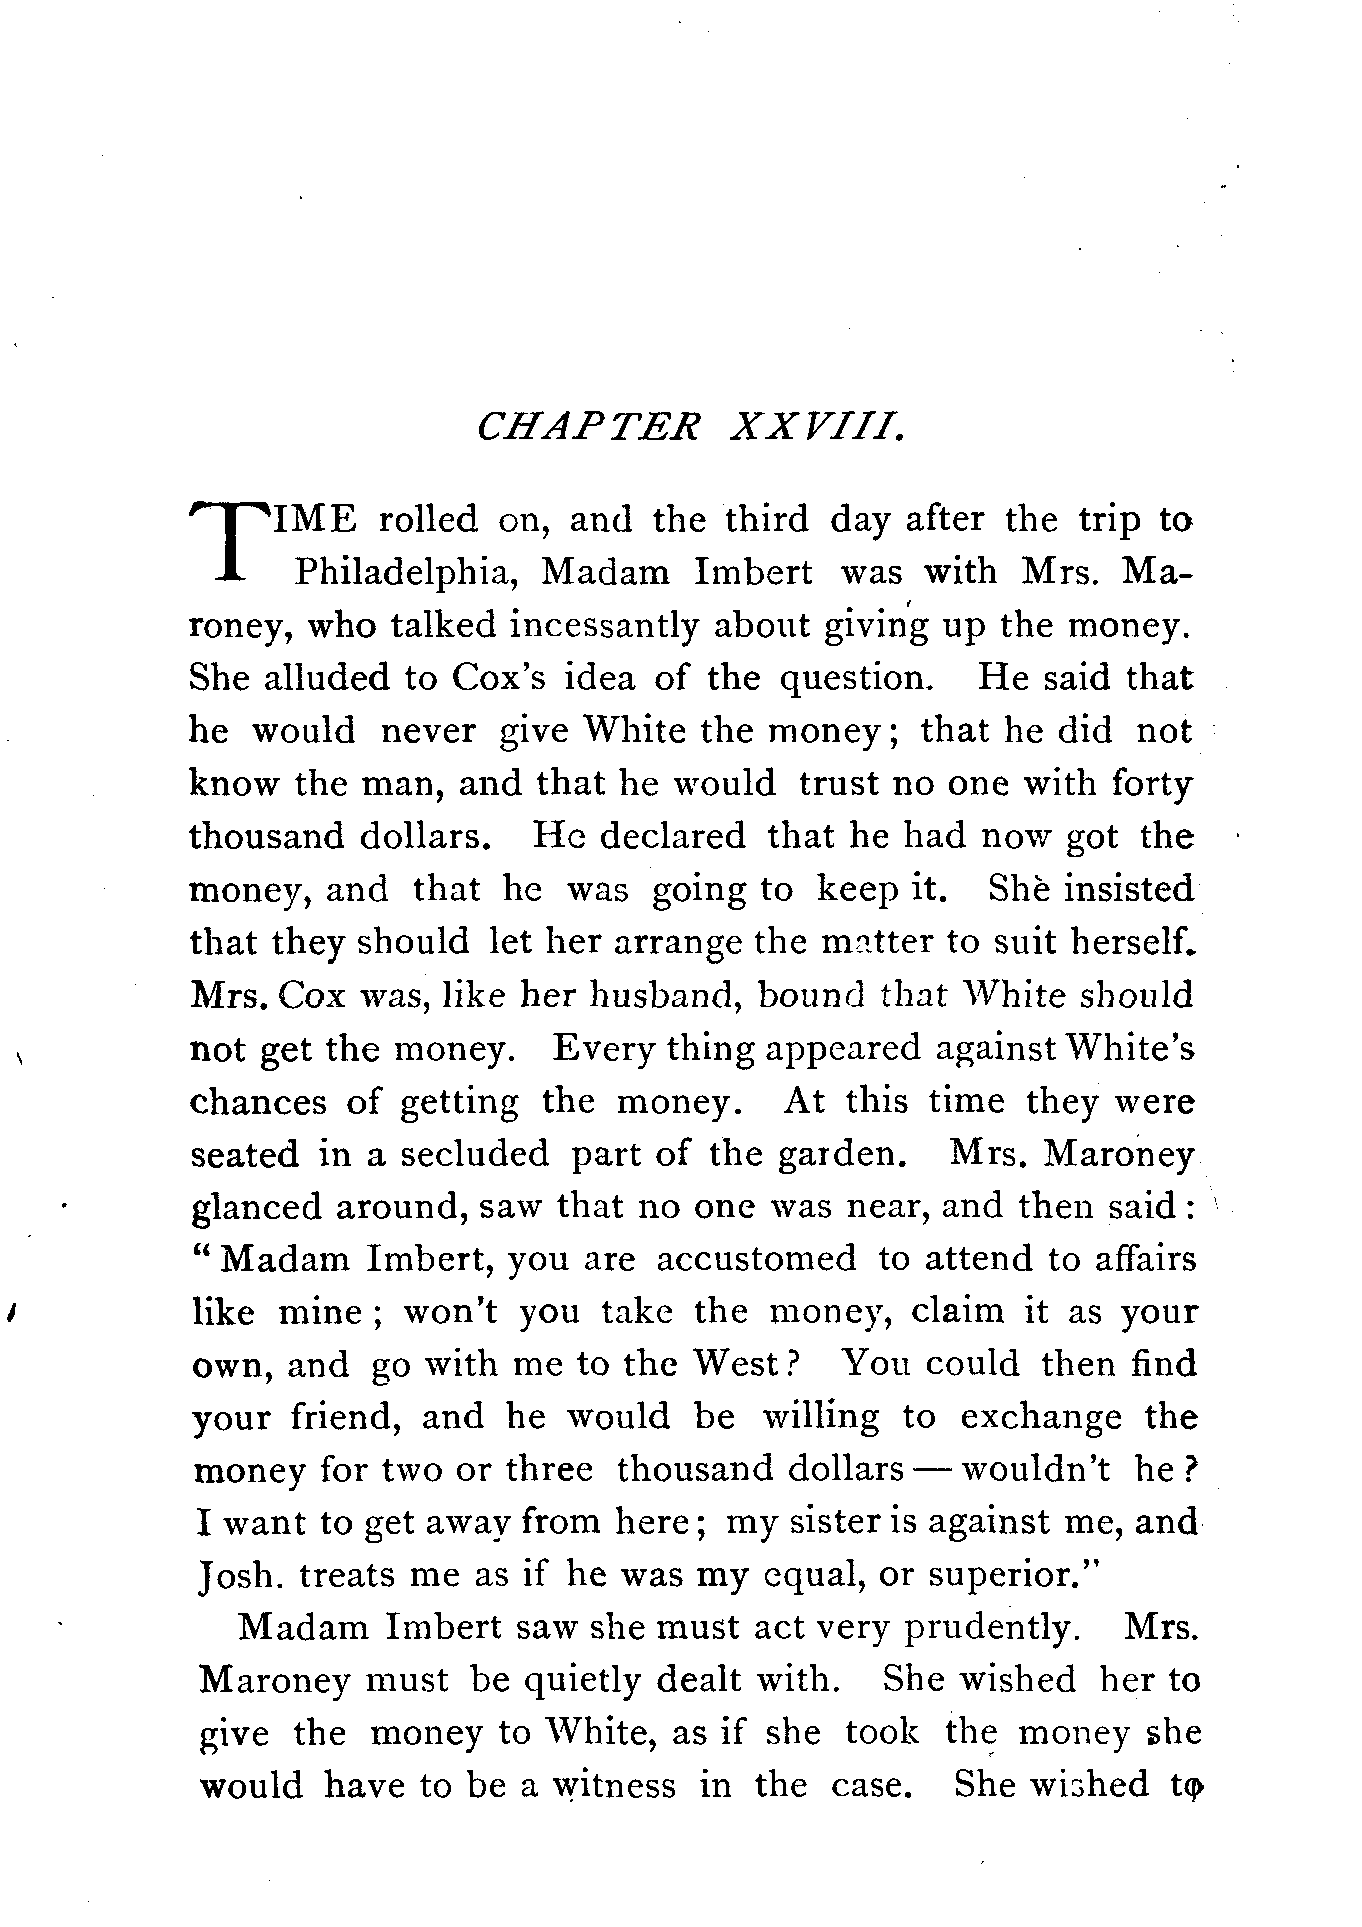 CHAPTER XXVIII.
TIME rolled on, and the third day after the trip to
Philadelphia, Madam Imbert was with Mrs. Ma-
roney, who talked incessantly about giving up the money.
She alluded to Cox's idea of the question. He said that
he would never give White the money; that he did not
know the man, and that he would trust no one with forty
thousand dollars. He declared that he had now got the
money, and that he was going to keep it. She insisted
that they should let her arrange the matter to suit herself.
Mrs. Cox was, like her husband, bound that White should
not get the money. Every thing appeared against White's
chances of getting the money. At this time they were
seated in a secluded part of the garden. Mrs. Maroney
glanced around, saw that no one was near, and then said:
“Madam Imbert, you are accustomed to attend to affairs
like mine; won't you take the money, claim it as your
own, and go with me to the West? You could then find
your friend, and he would be willing to exchange the
money for two or three thousand dollars — wouldn't he?
I want to get away from here; my sister is against me, and
Josh. treats me as if he was my equal, or superior.”
Madam Imbert saw she must act very prudently. Mrs.
Maroney must be quietly dealt with. She wished her to
give the money to White, as if she took the money she
would have to be a witness in the case. She wished to